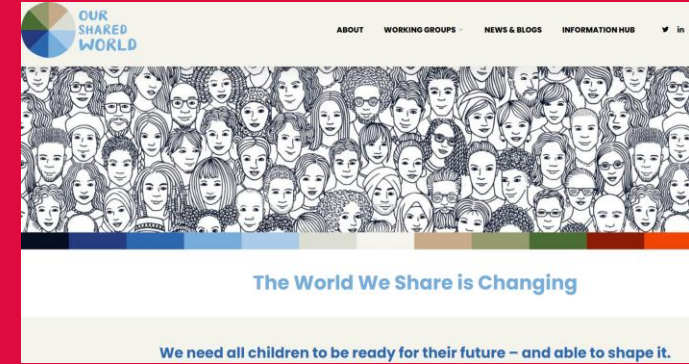 OUR
SHARED
WORLD
ABOUT WORKING GROUPS NEWS & BLOGS INFORMATION HUB in
The World We Share is Changing
We need all children to be ready for their future – and able to shape it.